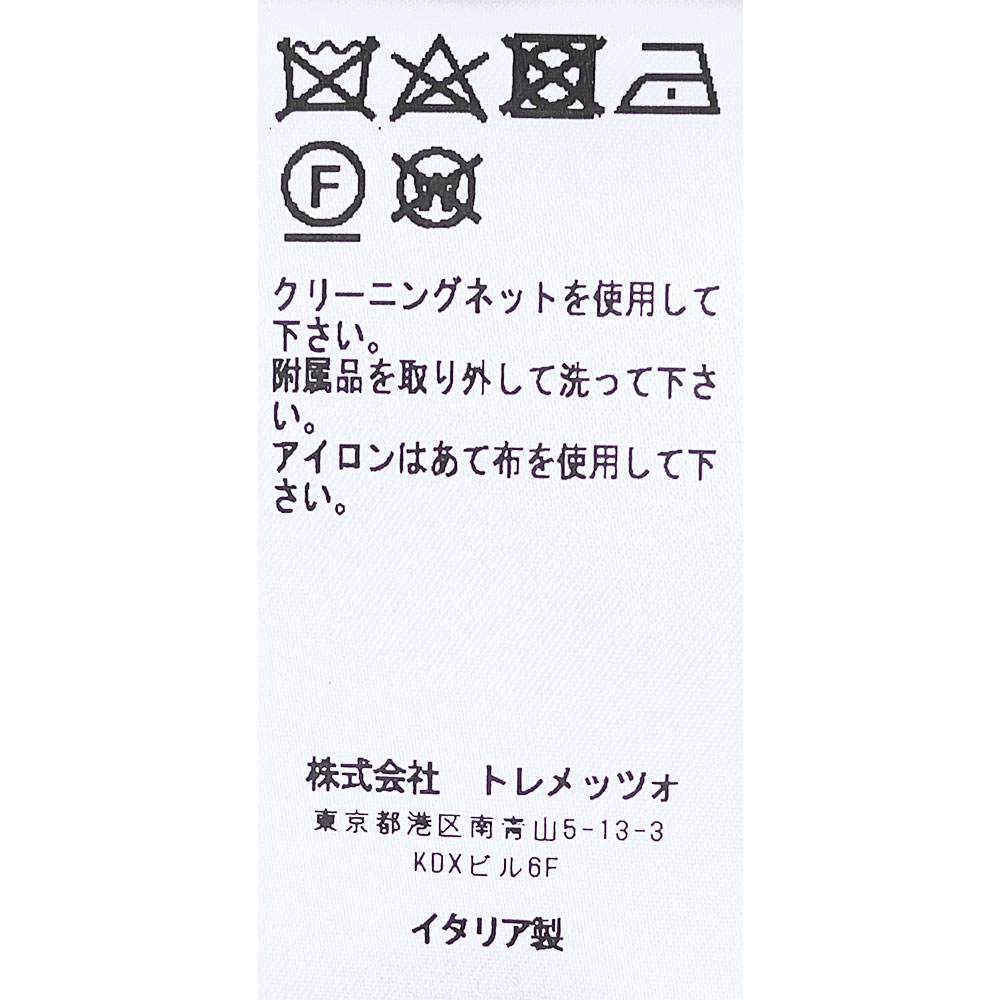 F W
クリーニングネットを使用して
下さい。
附属品を取り外して洗って下さ
い。
アイロンはあて布を使用して下
さい。
株式会社　トレメッツォ
東京都港区南青山5-13-3
KDXビル6F
イタリア製